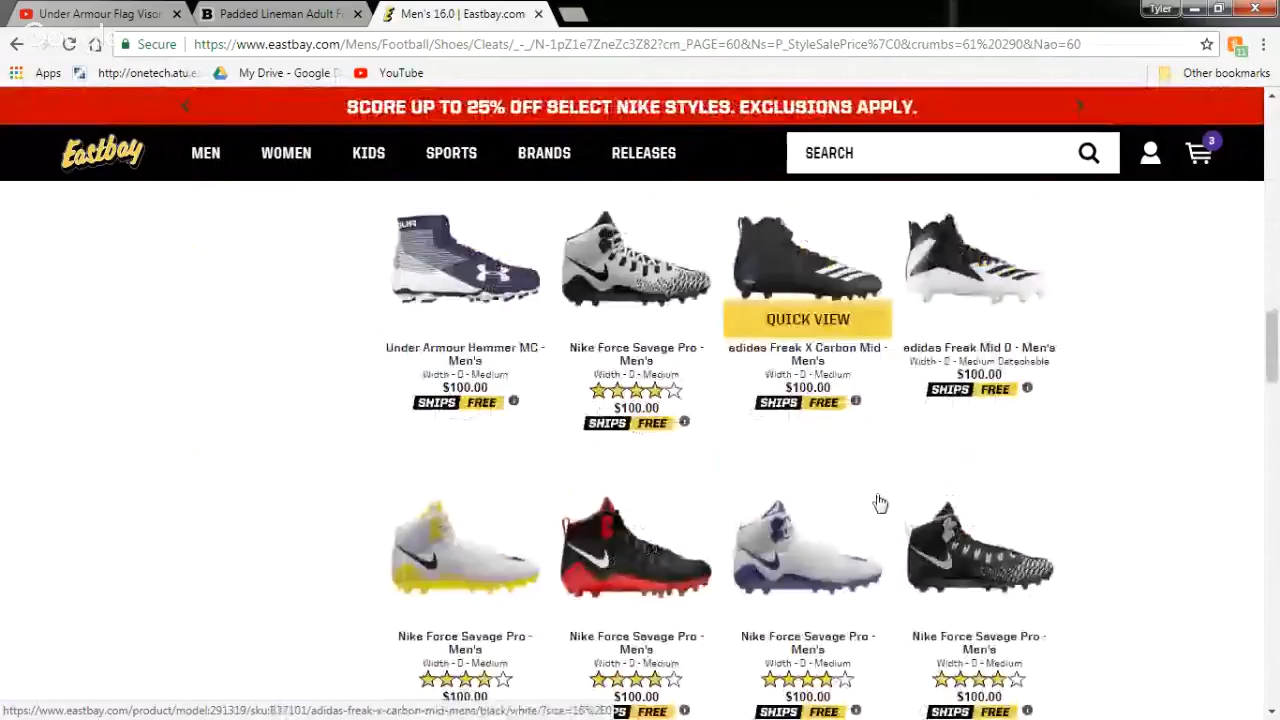 Under Armour Flag Visor
Padded Lineman Adult F
Men's 16.0 | Eastbay.com
Tyler
Secure
https://www.eastbay.com/Mens/Football/Shoes/Cleats/_-_/N-1pZ1e7ZneZc3Z82?cm_PAGE=60&Ns=P_StyleSalePrice%7C0&crumbs=61%20290&Nao=60
Apps
http://onetech.atu.e
My Drive - Google D
YouTube
Other bookmarks
SCORE UP TO 25% OFF SELECT NIKE STYLES. EXCLUSIONS APPLY.
Eastbay
MEN WOMEN KIDS SPORTS BRANDS RELEASES
SEARCH
3
QUICK VIEW
Under Armour Hammer MC -
Men's
Width - D - Medium
$100.00
SHIPS FREE
Nike Force Savage Pro -
Men's
Width - D - Medium
$100.00
SHIPS FREE
adidas Freak X Carbon Mid -
Men's
Width - D - Medium
$100.00
SHIPS FREE
adidas Freak Mid D - Men's
Width - D - Medium Detachable
$100.00
SHIPS FREE
Nike Force Savage Pro -
Men's
Width - D - Medium
$100.00
Nike Force Savage Pro -
Men's
Width - D - Medium
$100.00
FREE
Nike Force Savage Pro -
Men's
Width - D - Medium
$100.00
SHIPS FREE
Nike Force Savage Pro -
Men's
Width - D - Medium
$100.00
SHIPS FREE